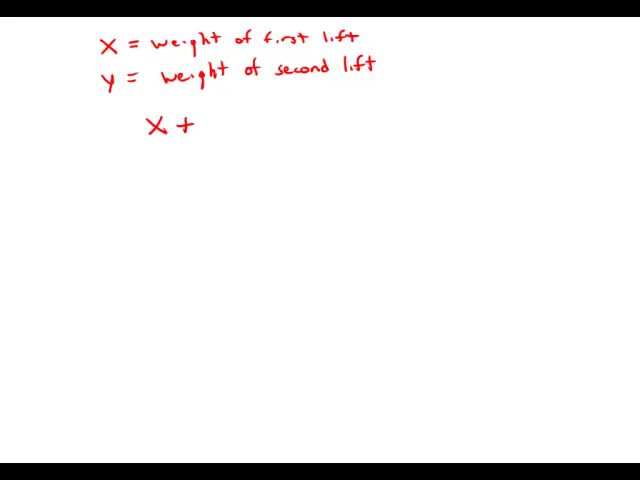 X = weight of first lift
y = weight of second lift
X +